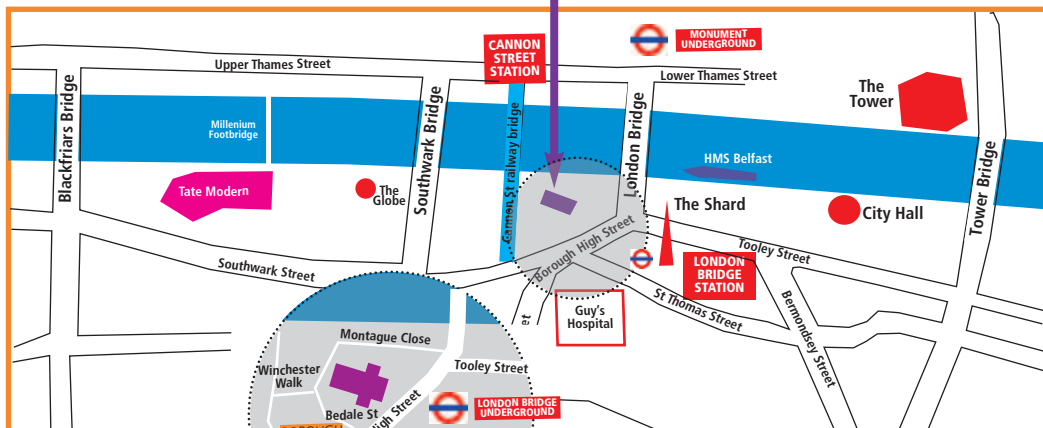 MONUMENT
UNDERGROUND
CANNON
STREET
STATION
Upper Thames Street
Lower Thames Street
The
Tower
Blackfriars Bridge
Millenium
Footbridge
Southwark Bridge
Cannon St railway bridge
London Bridge
HMS Belfast
Tower Bridge
Tate Modern
The
Globe
The Shard
City Hall
Borough High Street
Tooley Street
Southwark Street
LONDON
BRIDGE
STATION
St Thomas Street
Bermondsey Street
Guy's
Hospital
et
Montague Close
Winchester
Walk
Tooley Street
Bedale St
High Street
LONDON BRIDGE
UNDERGROUND